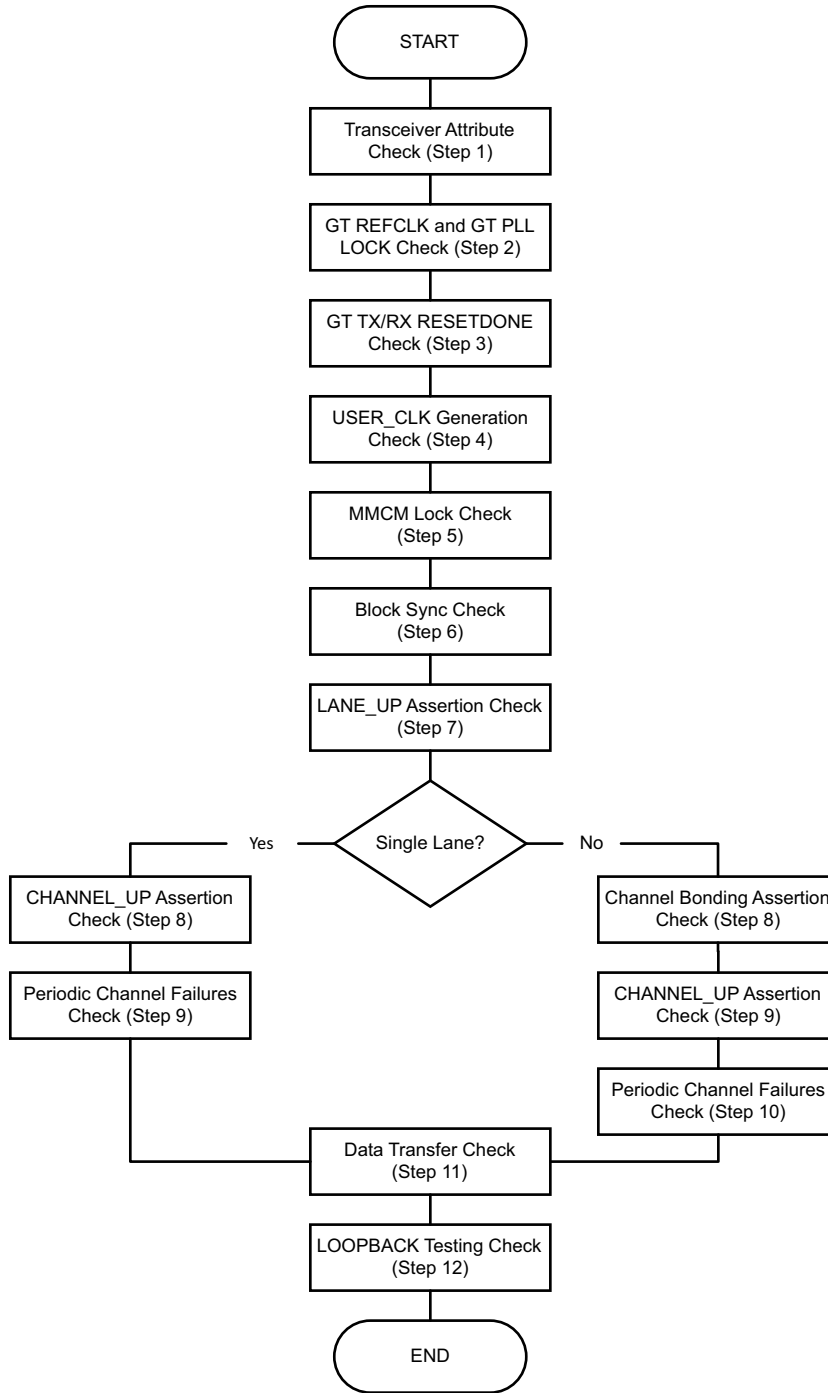 START
Transceiver Attribute
Check (Step 1)
GT REFCLK and GT PLL
LOCK Check (Step 2)
GT TX/RX RESETDONE
Check (Step 3)
USER_CLK Generation
Check (Step 4)
MMCM Lock Check
(Step 5)
Block Sync Check
(Step 6)
LANE_UP Assertion Check
(Step 7)
Single Lane?
Yes
No
CHANNEL_UP Assertion
Check (Step 8)
Periodic Channel Failures
Check (Step 9)
Channel Bonding Assertion
Check (Step 8)
CHANNEL_UP Assertion
Check (Step 9)
Periodic Channel Failures
Check (Step 10)
Data Transfer Check
(Step 11)
LOOPBACK Testing Check
(Step 12)
END